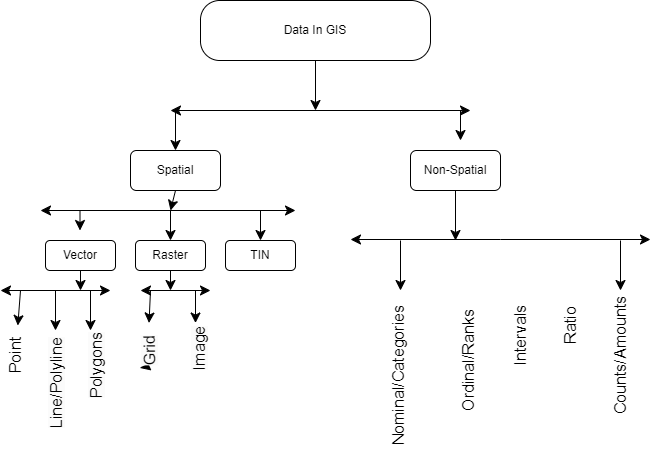 Data In GIS
Spatial
Non-Spatial
Vector
Raster
TIN
Point
Line/Polyline
Polygons
Grid
Image
Nominal/Categories
Ordinal/Ranks
Intervals
Ratio
Counts/Amounts